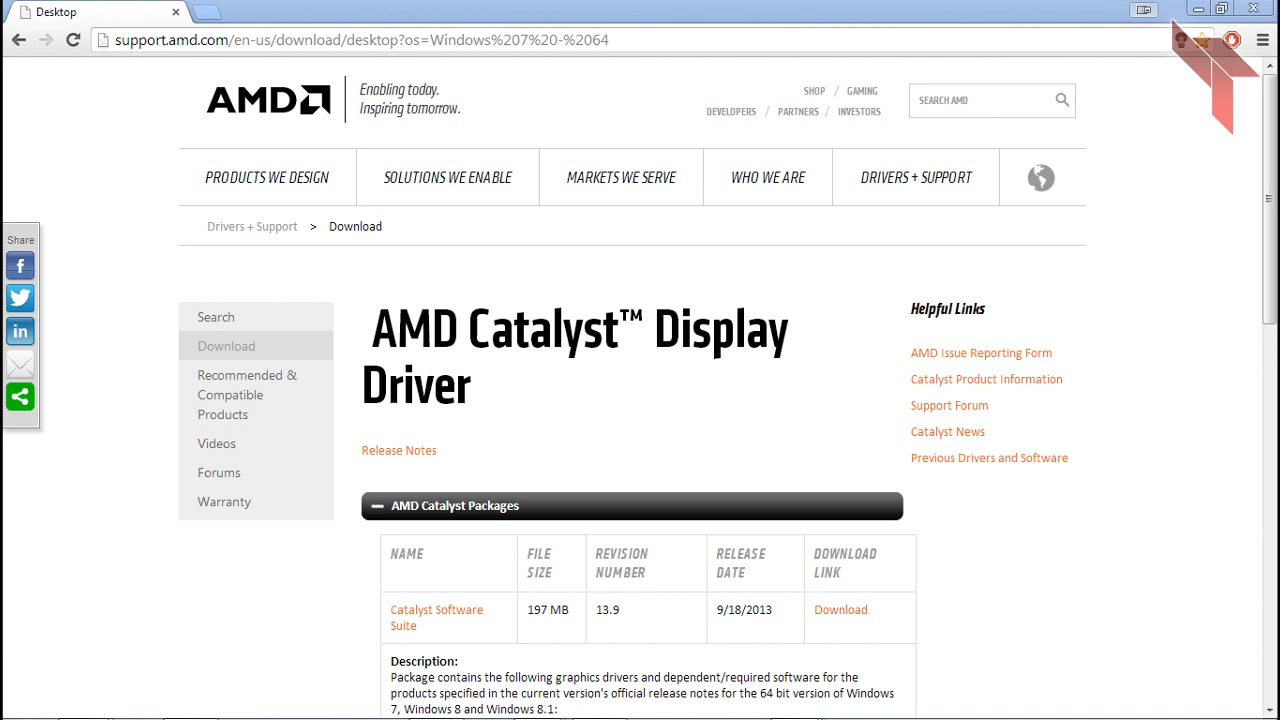 Desktop
support.amd.com/en-us/download/desktop?os=Windows%207%20-%2064
AMD
Enabling today.
Inspiring tomorrow.
SHOP / GAMING
DEVELOPERS / PARTNERS / INVESTORS
SEARCH AMD
PRODUCTS WE DESIGN
SOLUTIONS WE ENABLE
MARKETS WE SERVE
WHO WE ARE
DRIVERS + SUPPORT
Drivers + Support > Download
Share
Search
Download
Recommended &
Compatible
Products
Videos
Forums
Warranty
AMD Catalyst™ Display
Driver
Release Notes
Helpful Links
AMD Issue Reporting Form
Catalyst Product Information
Support Forum
Catalyst News
Previous Drivers and Software
AMD Catalyst Packages
NAME
FILE
SIZE
REVISION
NUMBER
RELEASE
DATE
DOWNLOAD
LINK
Catalyst Software
Suite
197 MB
13.9
9/18/2013
Download
Description:
Package contains the following graphics drivers and dependent/required software for the
products specified in the current version's official release notes for the 64 bit version of Windows
7, Windows 8 and Windows 8.1: